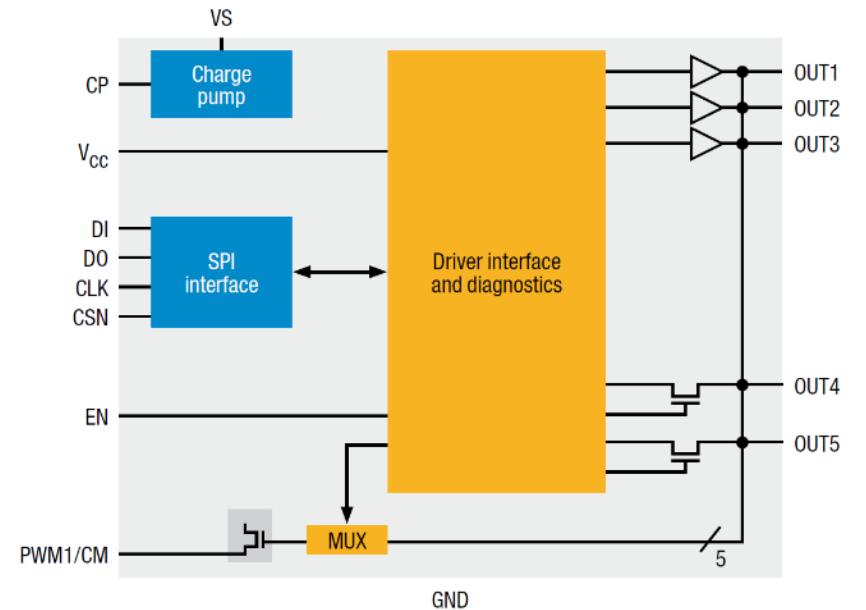 VS
CP
Charge
pump
OUT1
OUT2
OUT3
VCC
DI
DO
CLK
CSN
SPI
interface
Driver interface
and diagnostics
OUT4
EN
OUT5
MUX
PWM1/CM
5
GND